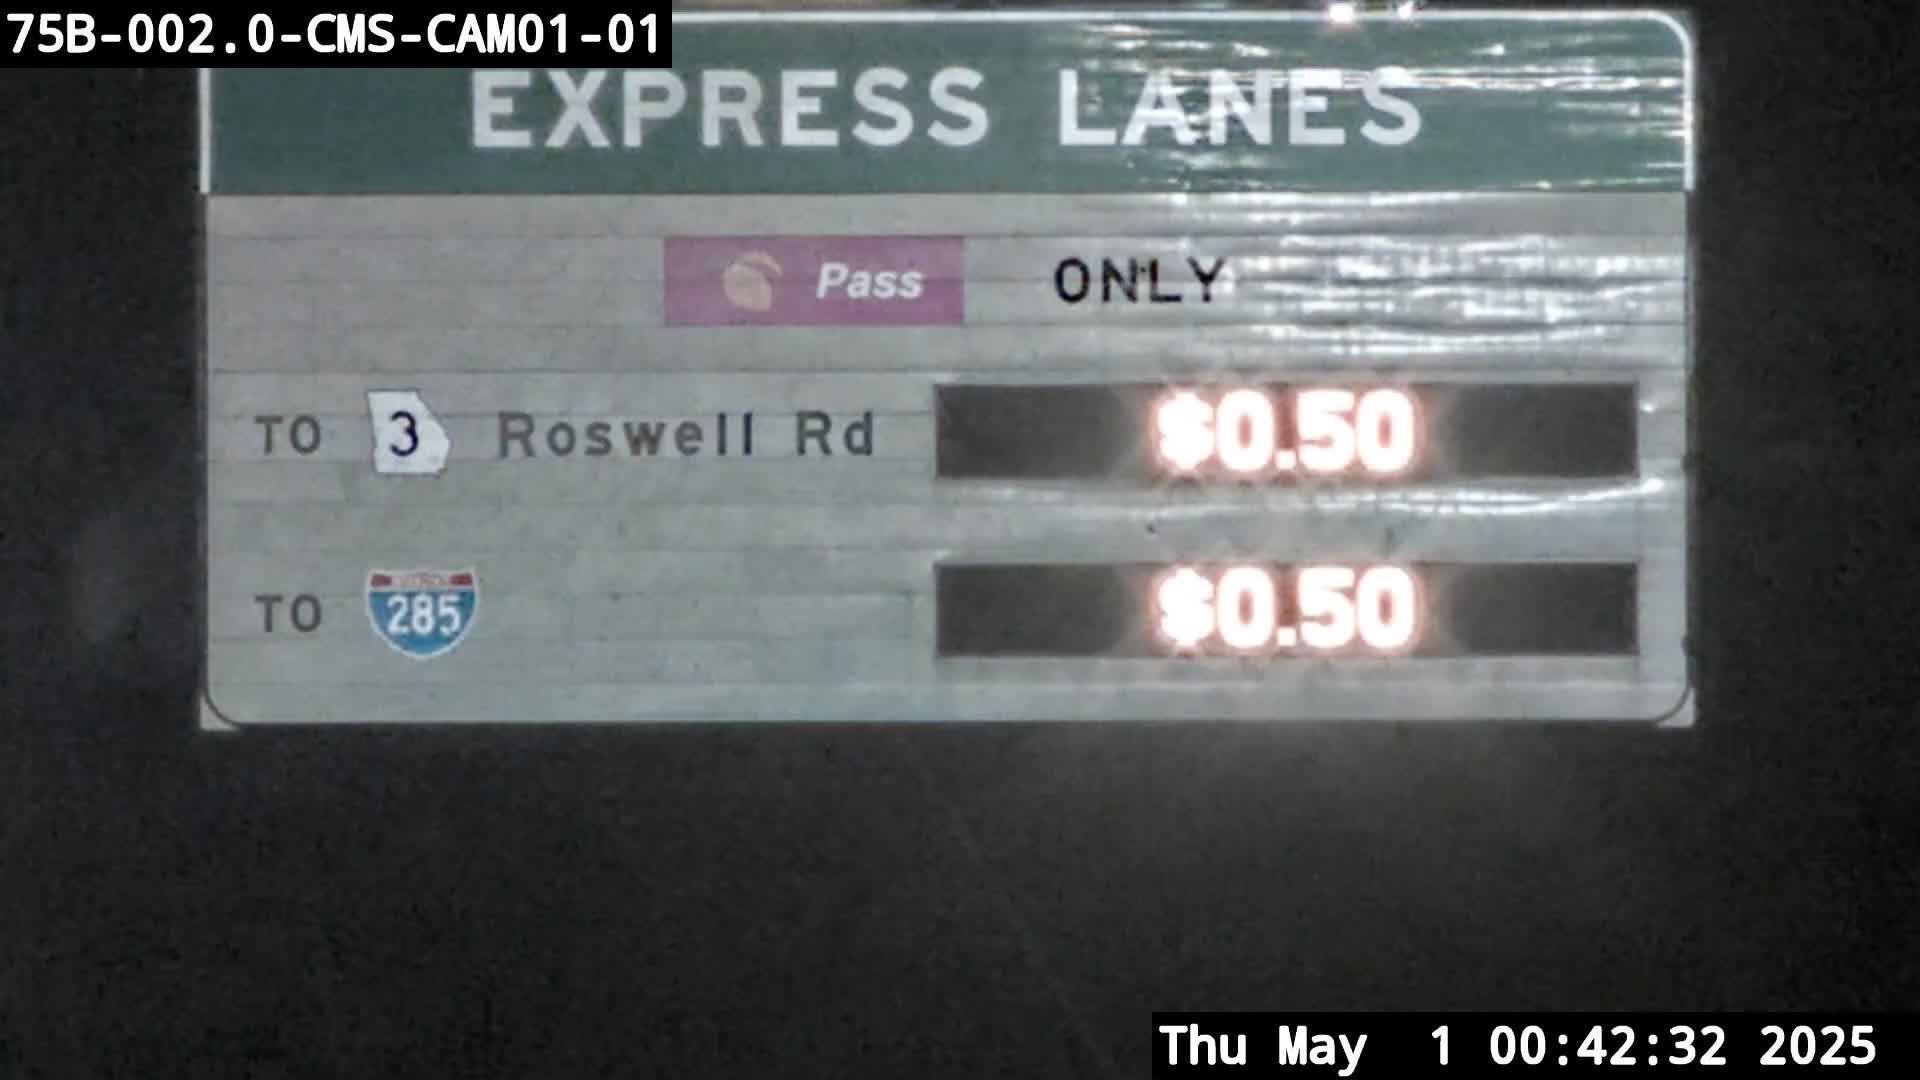 75B-002.0-CMS-CAM01-01
EXPRESS LANES
Pass ONLY
TO 3 Roswell Rd $0.50
TO 285 $0.50
Thu May 1 00:42:32 2025